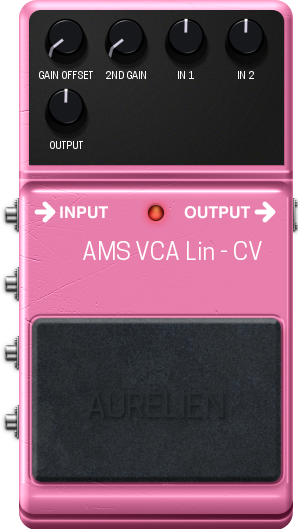 GAIN OFFSET 2ND GAIN IN 1 IN 2
OUTPUT
INPUT OUTPUT
AMS VCA Lin - CV
AURELIEN